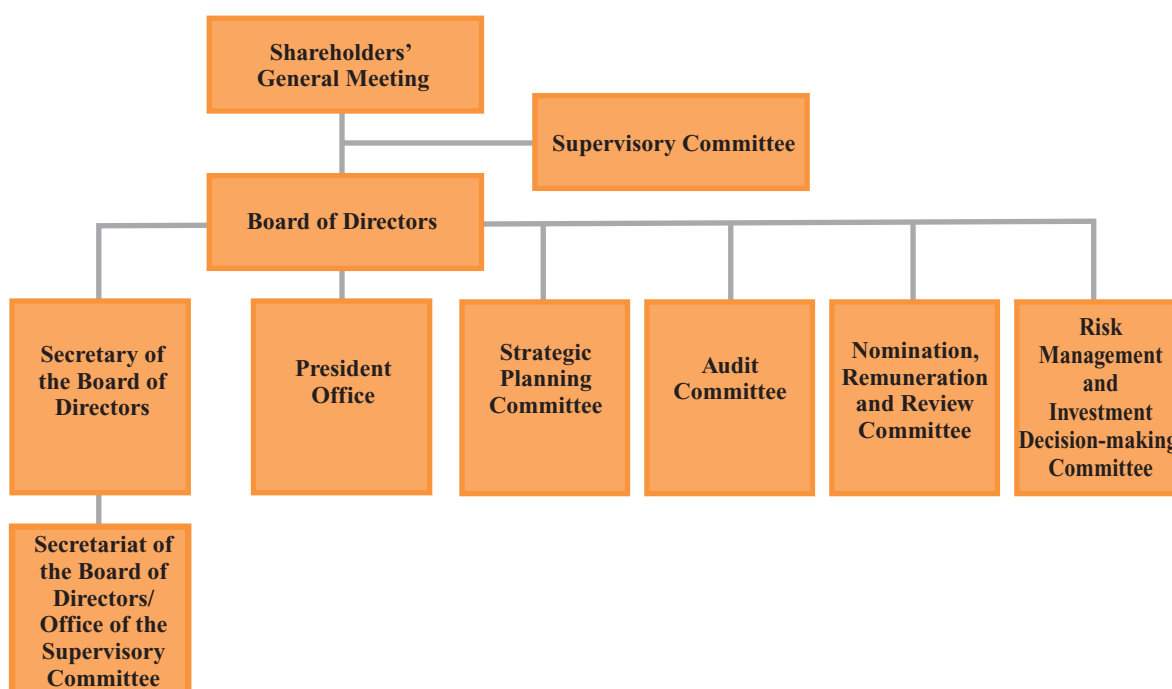 Shareholders’
General Meeting
Supervisory Committee
Board of Directors
Secretary of
the Board of
Directors
President
Office
Strategic
Planning
Committee
Audit
Committee
Nomination,
Remuneration
and Review
Committee
Risk
Management
and
Investment
Decision-making
Committee
Secretariat of
the Board of
Directors/
Office of the
Supervisory
Committee